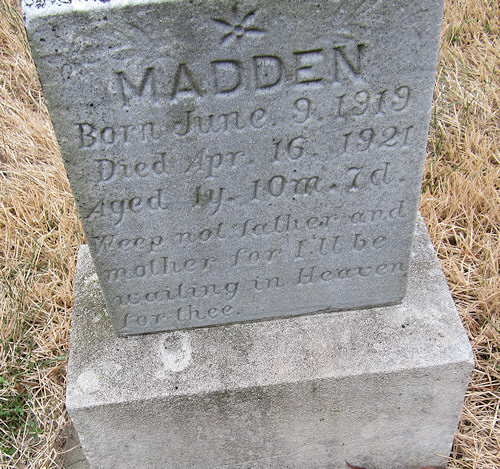 MADDEN
Born June. 9. 1919
Died Apr. 16. 1921
Aged 1y. 10m. 7d.
Weep not father and
mother for I'll be
waiting in Heaven
for thee.